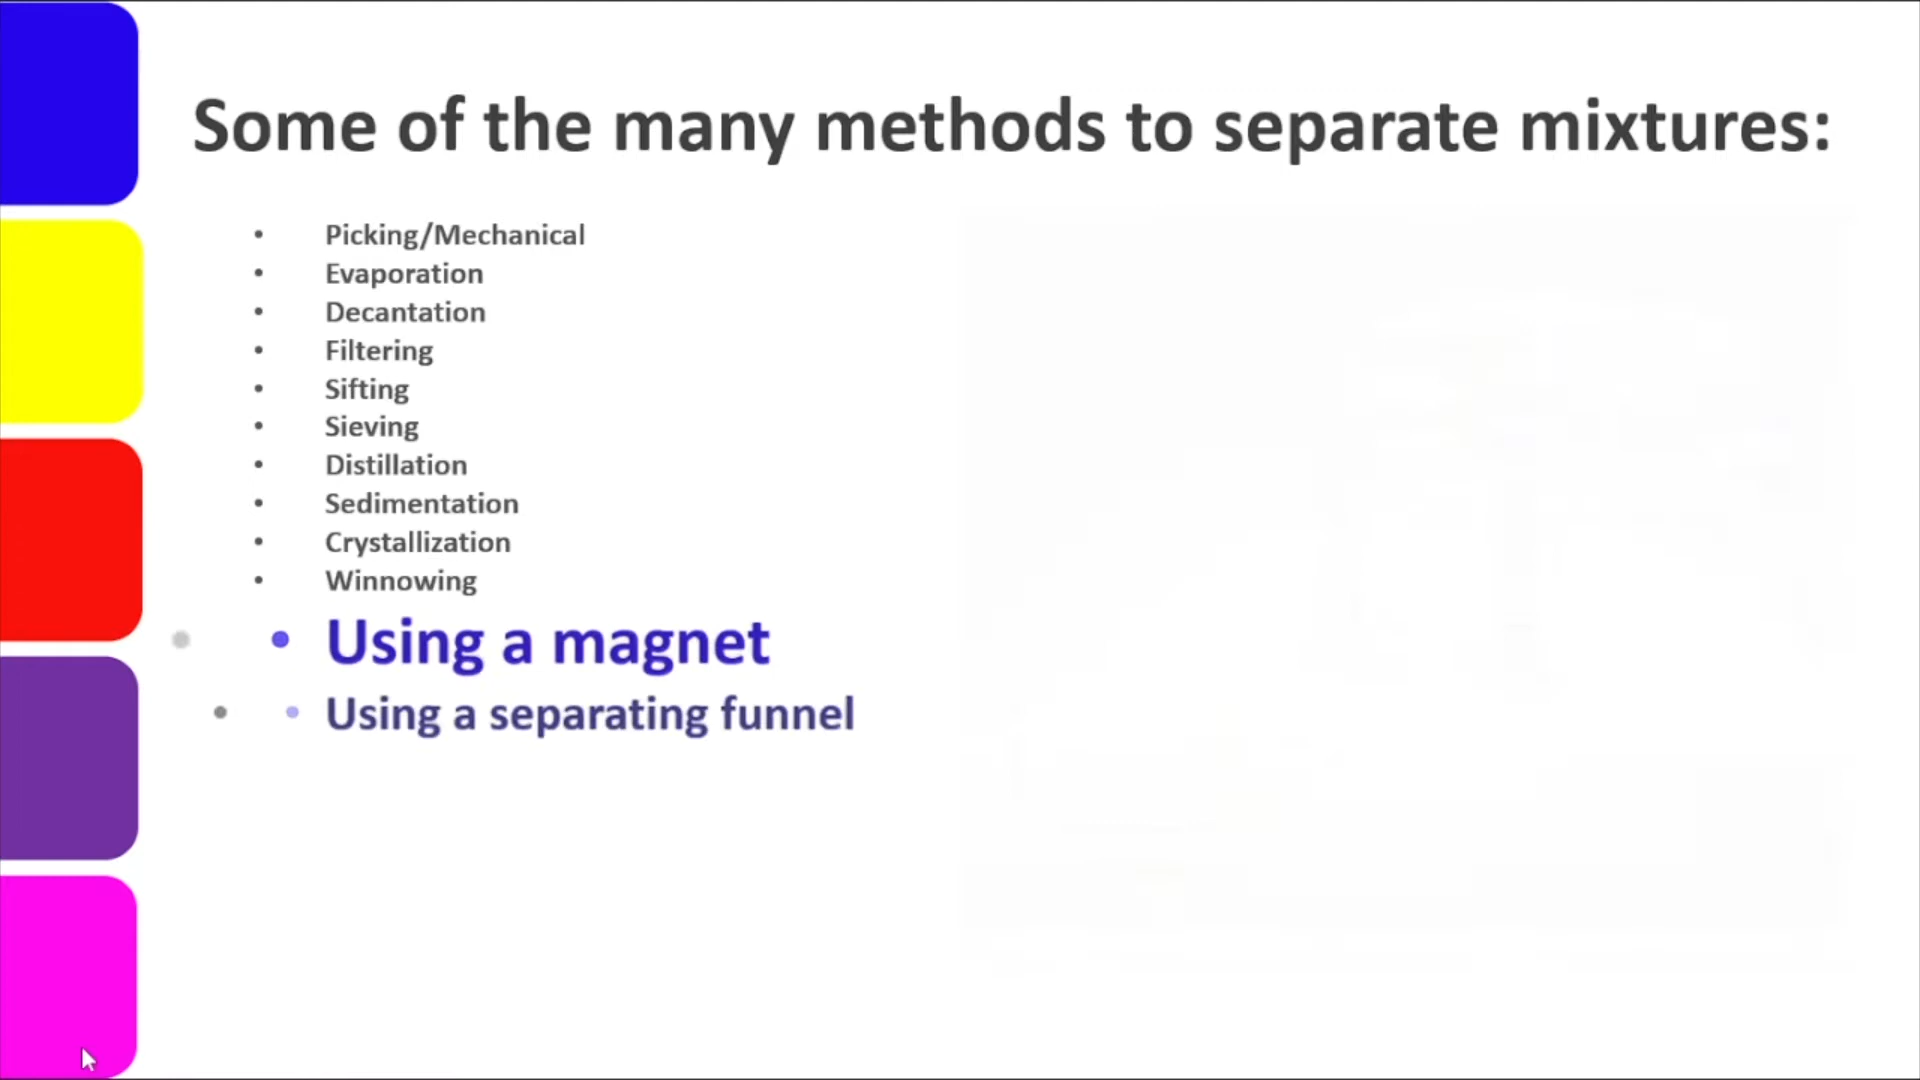 Some of the many methods to separate mixtures:
• Picking/Mechanical
• Evaporation
• Decantation
• Filtering
• Sifting
• Sieving
• Distillation
• Sedimentation
• Crystallization
• Winnowing
• Using a magnet
• Using a separating funnel